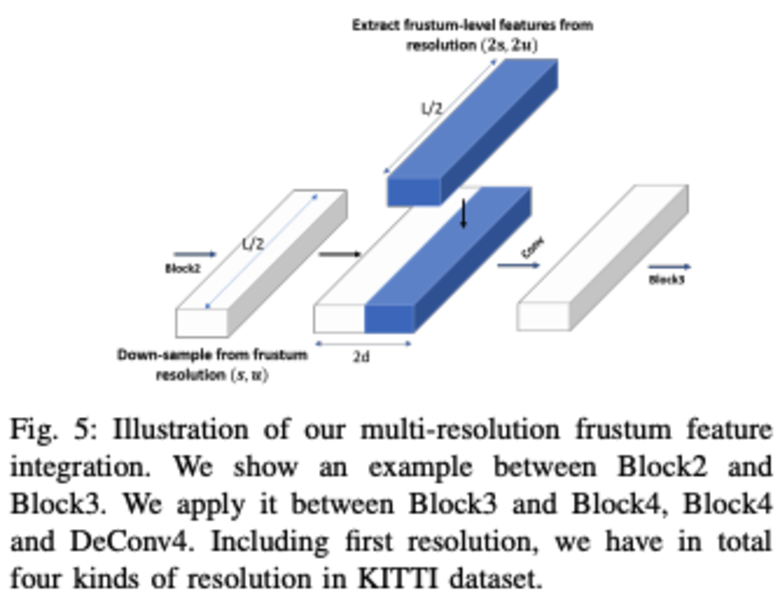 Extract frustum-level features from
resolution (2s, 2u)
L/2
L/2
Block2
Conv
Block3
Down-sample from frustum
resolution (s, u)
2d
Fig. 5: Illustration of our multi-resolution frustum feature
integration. We show an example between Block2 and
Block3. We apply it between Block3 and Block4, Block4
and DeConv4. Including first resolution, we have in total
four kinds of resolution in KITTI dataset.